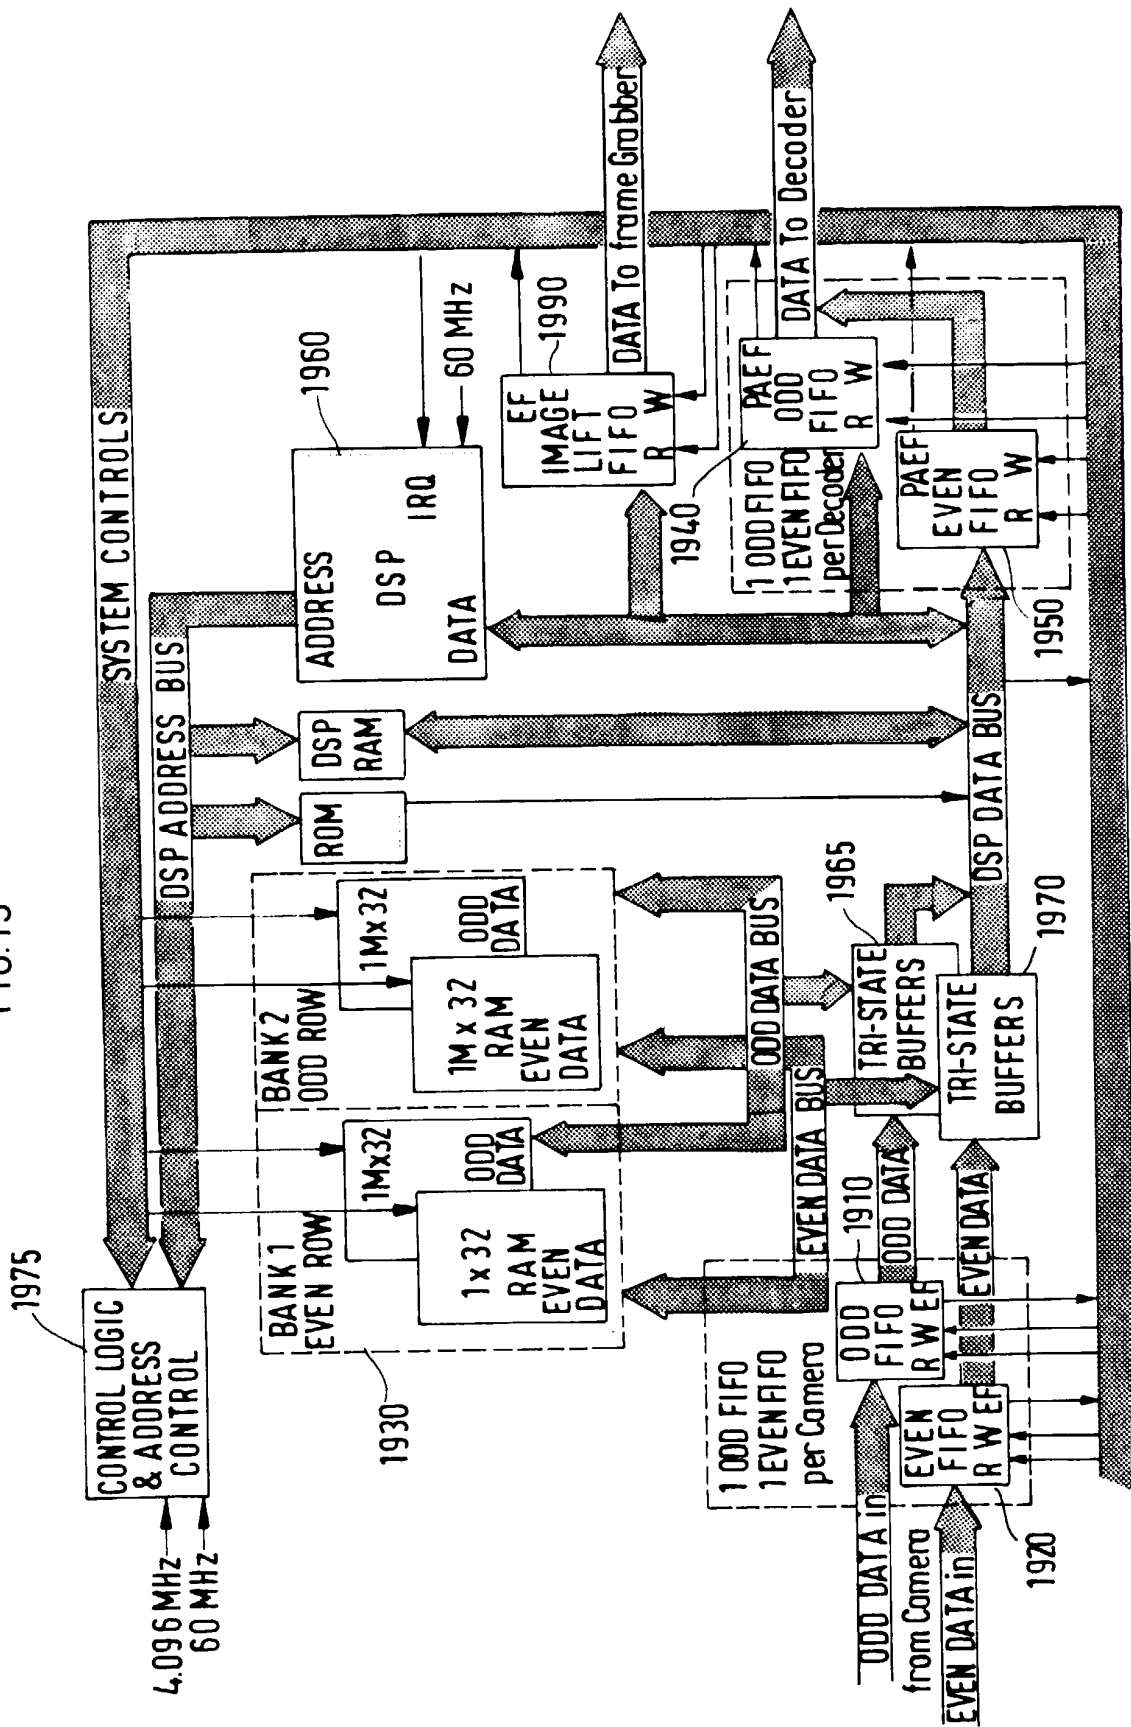 FIG.19
1975
CONTROL LOGIC
& ADDRESS
CONTROL
4.096 MHz
60 MHz
SYSTEM CONTROLS
DSP ADDRESS BUS
1930
BANK 1
EVEN ROW
1Mx32
ODD
DATA
1x32
RAM
EVEN
DATA
BANK 2
ODD ROW
1Mx32
ODD
DATA
1Mx32
RAM
EVEN
DATA
ROM
DSP
RAM
1960
ADDRESS
DSP
DATA
IRQ
60 MHz
EF
IMAGE
LIFT
FIFO
R W
1990
DATA To frame Grabber
1940
PAEF
ODD
FIFO
R W
DATA To Decoder
1 ODD FIFO
1 EVEN FIFO
per Decoder
PAEF
EVEN
FIFO
R W
1950
ODD DATA BUS
EVEN DATA BUS
TRI-STATE
BUFFERS
1965
TRI-STATE
BUFFERS
1970
DSP DATA BUS
1 ODD FIFO
1 EVEN FIFO
per Camera
1910
ODD
FIFO
R W EF
ODD DATA
EVEN
FIFO
R W EF
EVEN DATA
1920
ODD DATA in
from Camera
EVEN DATA in